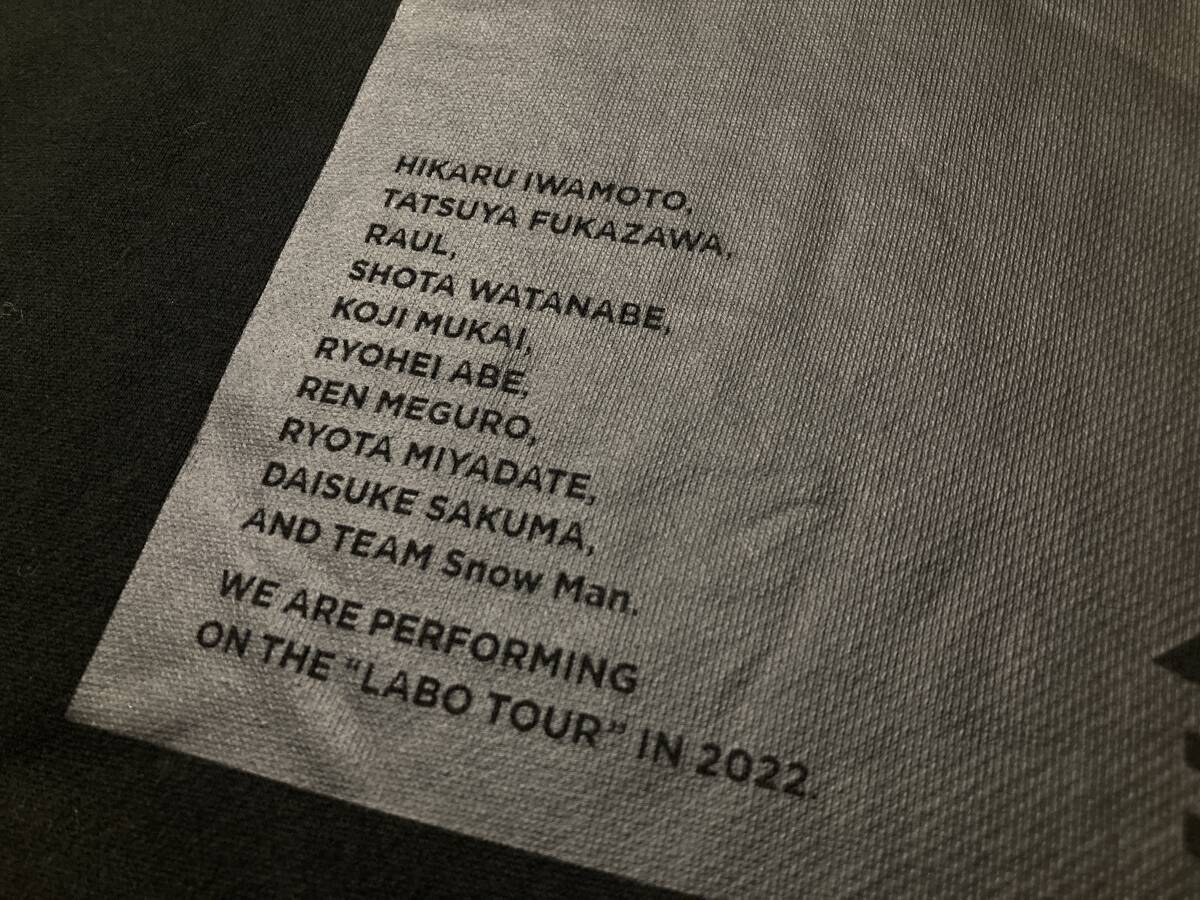 HIKARU IWAMOTO,
TATSUYA FUKAZAWA,
RAUL,
SHOTA WATANABE,
KOJI MUKAI,
RYOHEI ABE,
REN MEGURO,
RYOTA MIYADATE,
DAISUKE SAKUMA,
AND TEAM Snow Man.
WE ARE PERFORMING
ON THE “LABO TOUR” IN 2022.